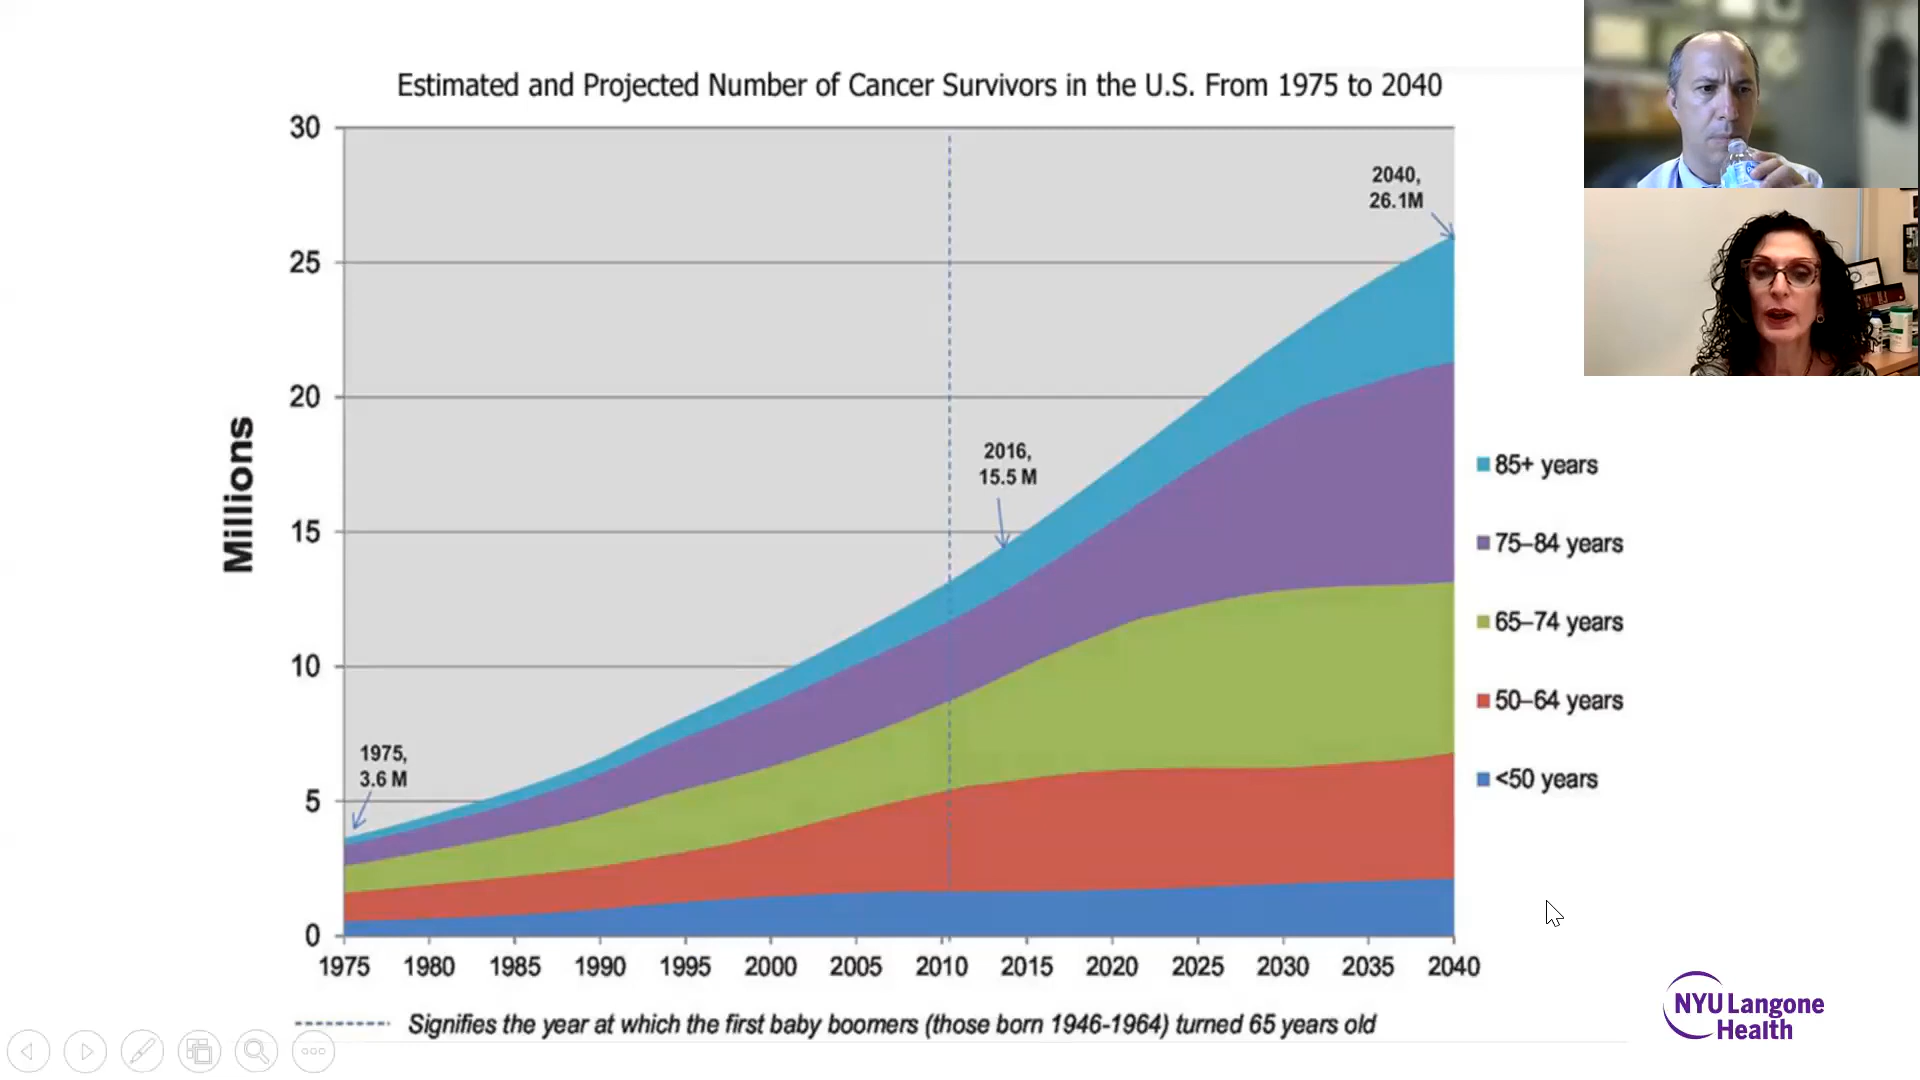 Estimated and Projected Number of Cancer Survivors in the U.S. From 1975 to 2040
30
25
20
15
10
5
0
Millions
1975,
3.6 M
2016,
15.5 M
2040,
26.1M
85+ years
75–84 years
65–74 years
50–64 years
<50 years
1975 1980 1985 1990 1995 2000 2005 2010 2015 2020 2025 2030 2035 2040
Signifies the year at which the first baby boomers (those born 1946-1964) turned 65 years old
NYU Langone
Health